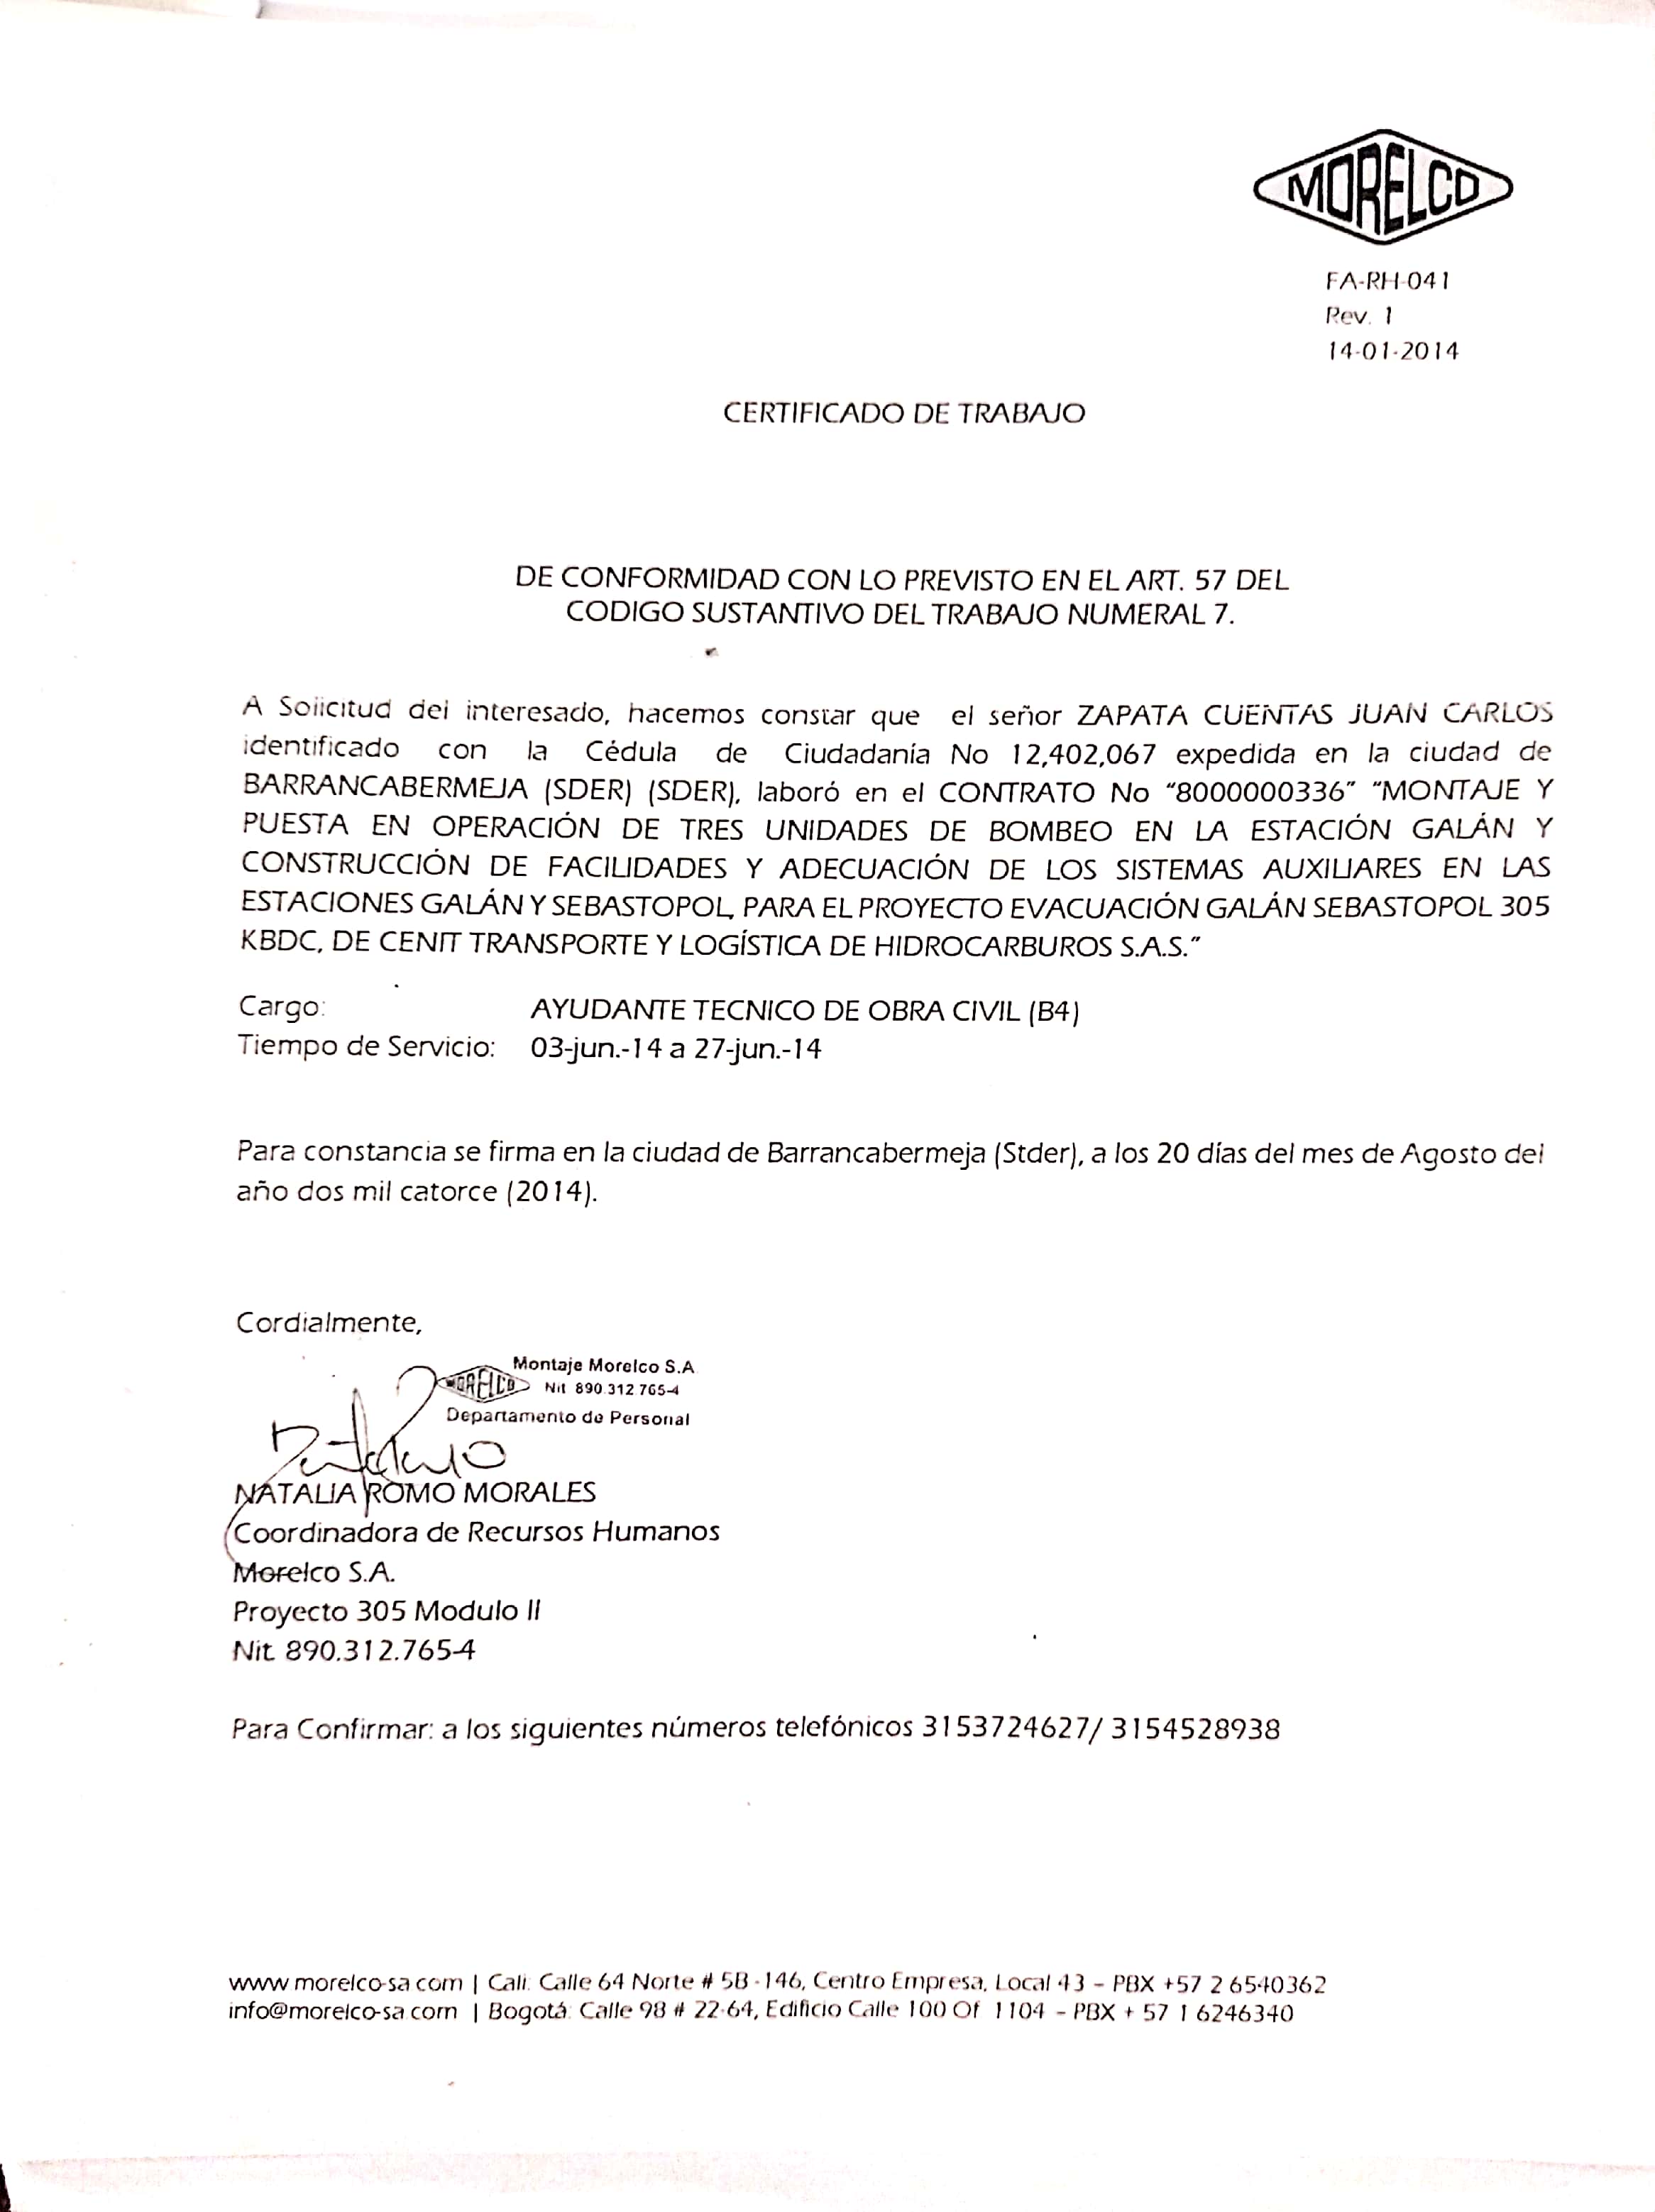 MORELCO
FA-RH-041
Rev. 1
14-01-2014
CERTIFICADO DE TRABAJO
DE CONFORMIDAD CON LO PREVISTO EN EL ART. 57 DEL
CODIGO SUSTANTIVO DEL TRABAJO NUMERAL 7.
A Solicitud del interesado, hacemos constar que el señor ZAPATA CUENTAS JUAN CARLOS
identificado con la Cédula de Ciudadanía No 12,402,067 expedida en la ciudad de
BARRANCABERMEJA (SDER) (SDER), laboró en el CONTRATO No “8000000336” “MONTAJE Y
PUESTA EN OPERACIÓN DE TRES UNIDADES DE BOMBEO EN LA ESTACIÓN GALÁN Y
CONSTRUCCIÓN DE FACILIDADES Y ADECUACIÓN DE LOS SISTEMAS AUXILIARES EN LAS
ESTACIONES GALÁN Y SEBASTOPOL, PARA EL PROYECTO EVACUACIÓN GALÁN SEBASTOPOL 305
KBDC, DE CENIT TRANSPORTE Y LOGÍSTICA DE HIDROCARBUROS S.A.S.”
Cargo: AYUDANTE TECNICO DE OBRA CIVIL (B4)
Tiempo de Servicio: 03-jun.-14 a 27-jun.-14
Para constancia se firma en la ciudad de Barrancabermeja (Stder), a los 20 días del mes de Agosto del
año dos mil catorce (2014).
Cordialmente,
Montaje Morelco S.A
MORELCO Nit 890.312 765-4
Departamento de Personal
NATALIA ROMO MORALES
Coordinadora de Recursos Humanos
Morelco S.A.
Proyecto 305 Modulo II
Nit. 890.312.765-4
Para Confirmar: a los siguientes números telefónicos 3153724627/ 3154528938
www.morelco-sa.com | Cali: Calle 64 Norte # 5B - 146, Centro Empresa, Local 43 – PBX +57 2 6540362
info@morelco-sa.com | Bogotá: Calle 98 # 22-64, Edificio Calle 100 Of 1104 – PBX + 57 1 6246340